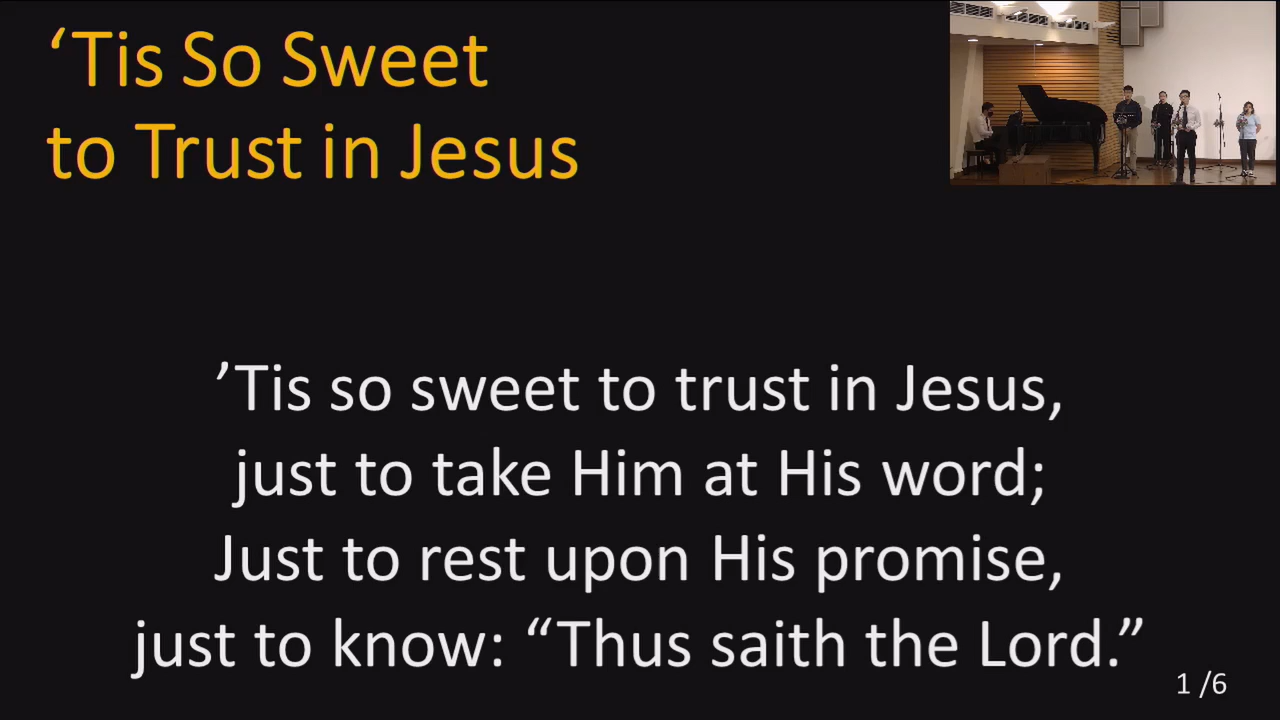 ‘Tis So Sweet
to Trust in Jesus
’Tis so sweet to trust in Jesus,
just to take Him at His word;
Just to rest upon His promise,
just to know: “Thus saith the Lord.”
1 /6